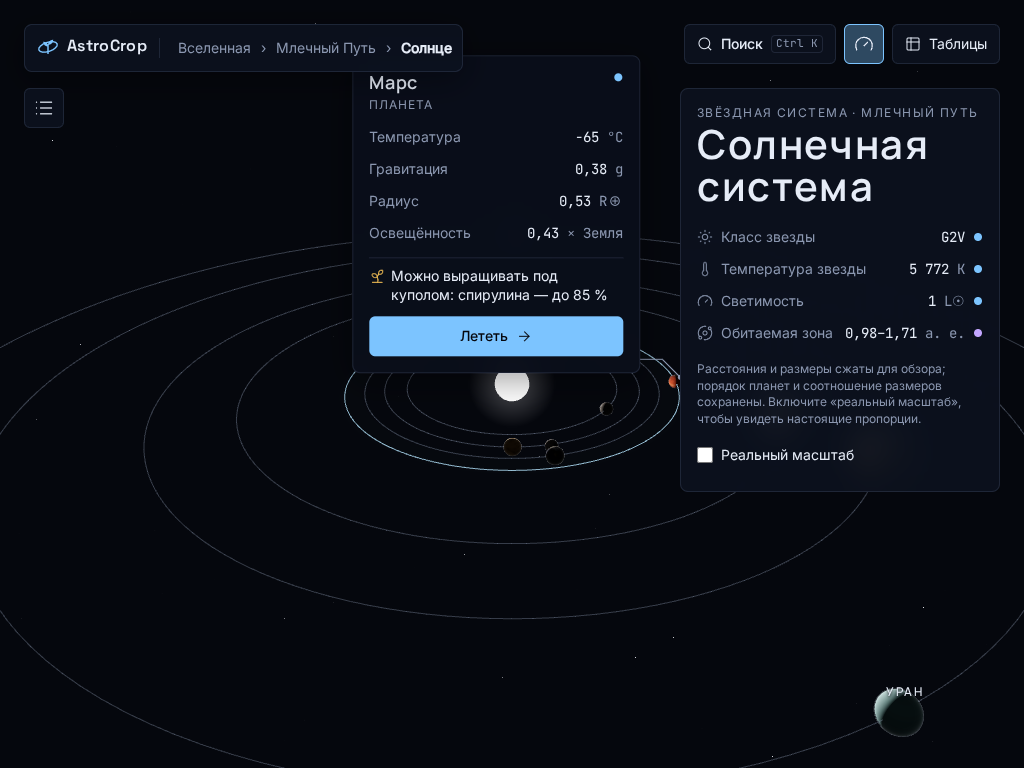 AstroCrop
Вселенная › Млечный Путь › Солнце
Поиск Ctrl K
Таблицы
Марс
ПЛАНЕТА
Температура -65 °C
Гравитация 0,38 g
Радиус 0,53 R⊕
Освещённость 0,43 × Земля
Можно выращивать под
куполом: спирулина — до 85 %
Лететь →
ЗВЁЗДНАЯ СИСТЕМА · МЛЕЧНЫЙ ПУТЬ
Солнечная
система
Класс звезды G2V
Температура звезды 5 772 K
Светимость 1 L☉
Обитаемая зона 0,98–1,71 а. е.
Расстояния и размеры сжаты для обзора;
порядок планет и соотношение размеров
сохранены. Включите «реальный масштаб»,
чтобы увидеть настоящие пропорции.
Реальный масштаб
УРАН